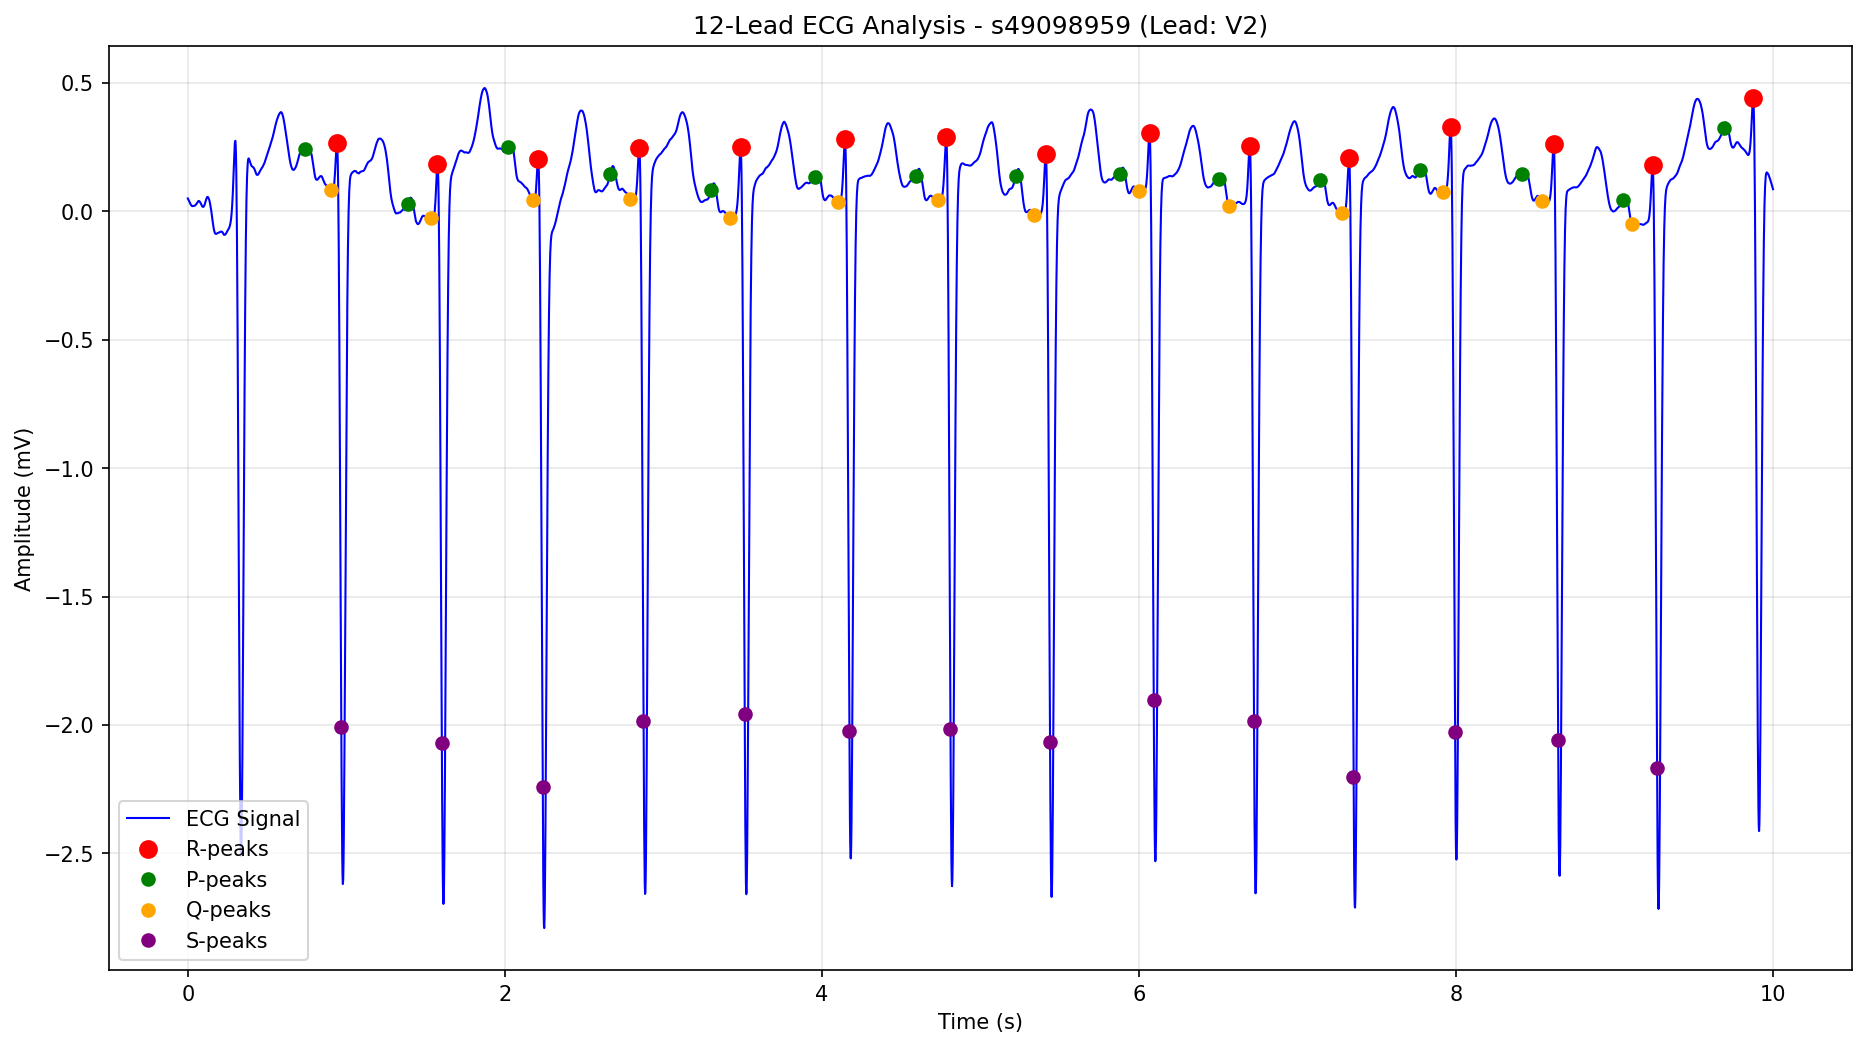 12-Lead ECG Analysis - s49098959 (Lead: V2)
0.5
0.0
−0.5
−1.0
−1.5
−2.0
−2.5
Amplitude (mV)
ECG Signal
R-peaks
P-peaks
Q-peaks
S-peaks
0 2 4 6 8 10
Time (s)